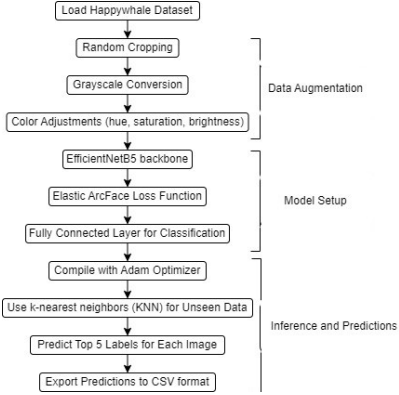 Load Happywhale Dataset
Random Cropping
Grayscale Conversion
Color Adjustments (hue, saturation, brightness)
Data Augmentation
EfficientNetB5 backbone
Elastic ArcFace Loss Function
Fully Connected Layer for Classification
Model Setup
Compile with Adam Optimizer
Use k-nearest neighbors (KNN) for Unseen Data
Predict Top 5 Labels for Each Image
Export Predictions to CSV format
Inference and Predictions